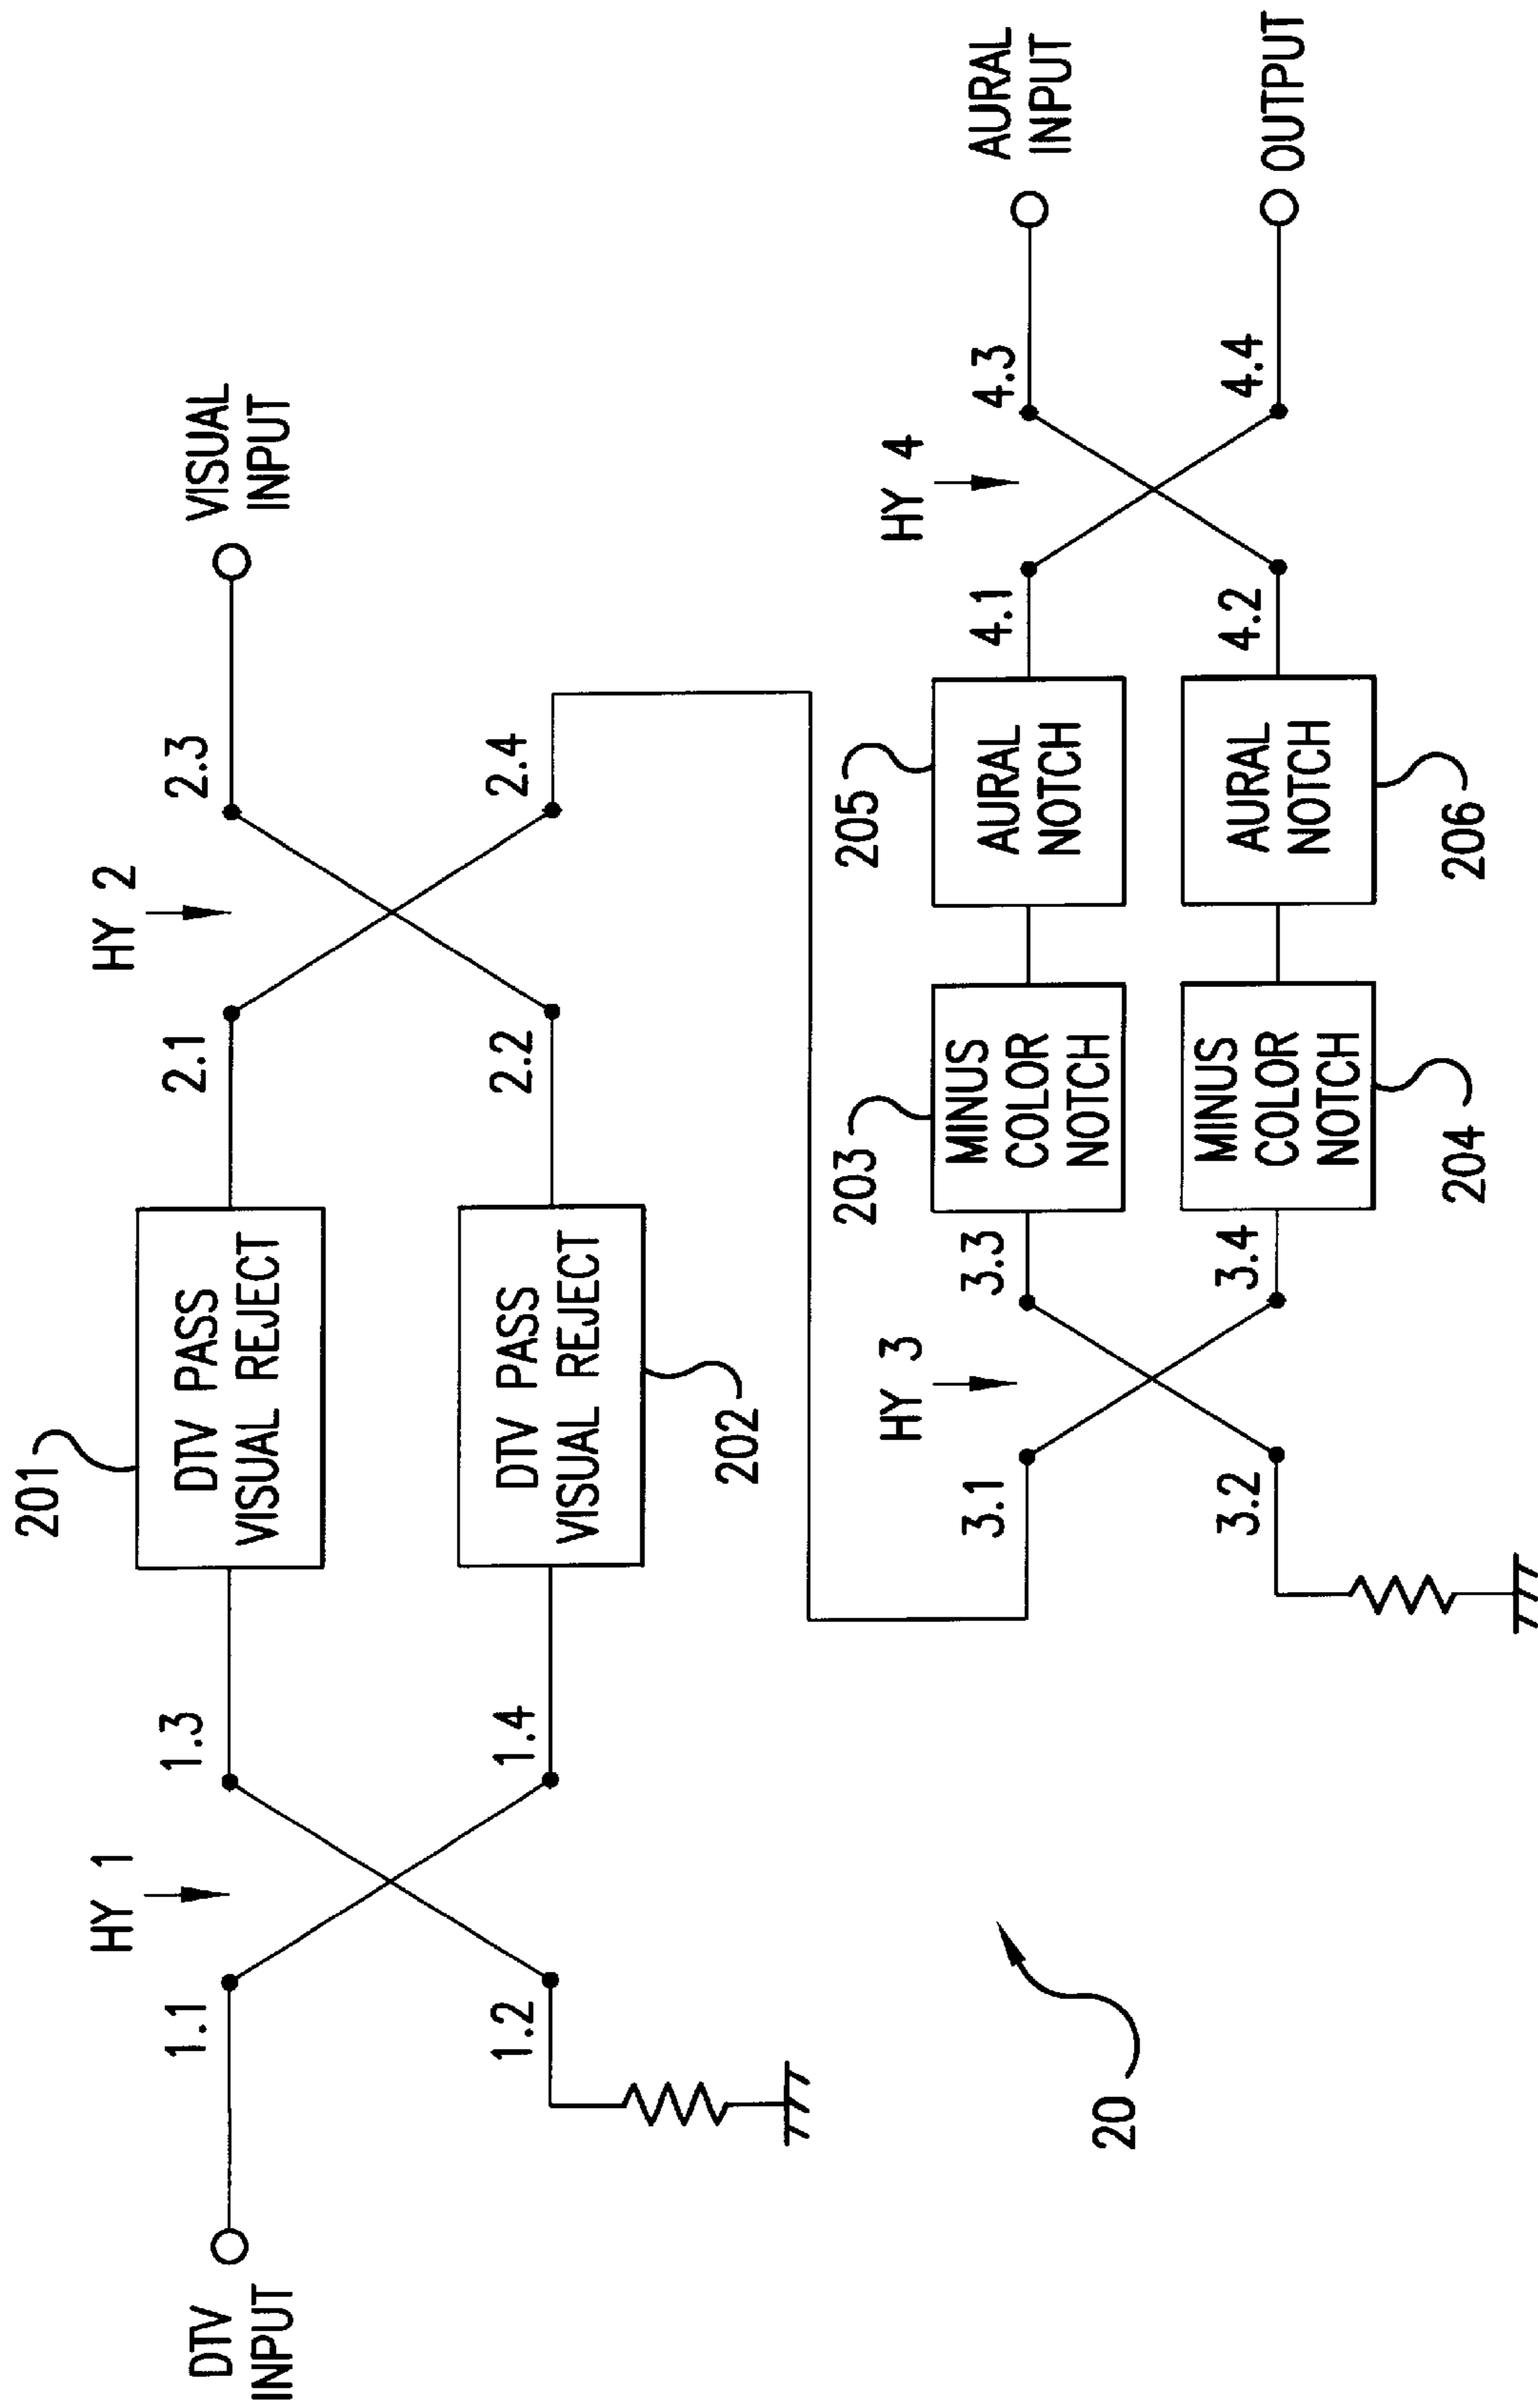 DTV
INPUT
1.1
HY 1
1.2
1.3
1.4
201
DTV PASS
VISUAL REJECT
DTV PASS
VISUAL REJECT
202
2.1
2.2
HY 2
2.3
2.4
VISUAL
INPUT
20
3.1
3.2
HY 3
3.3
3.4
203
MINUS
COLOR
NOTCH
MINUS
COLOR
NOTCH
204
205
AURAL
NOTCH
AURAL
NOTCH
206
4.1
4.2
HY 4
4.3
4.4
AURAL
INPUT
OUTPUT